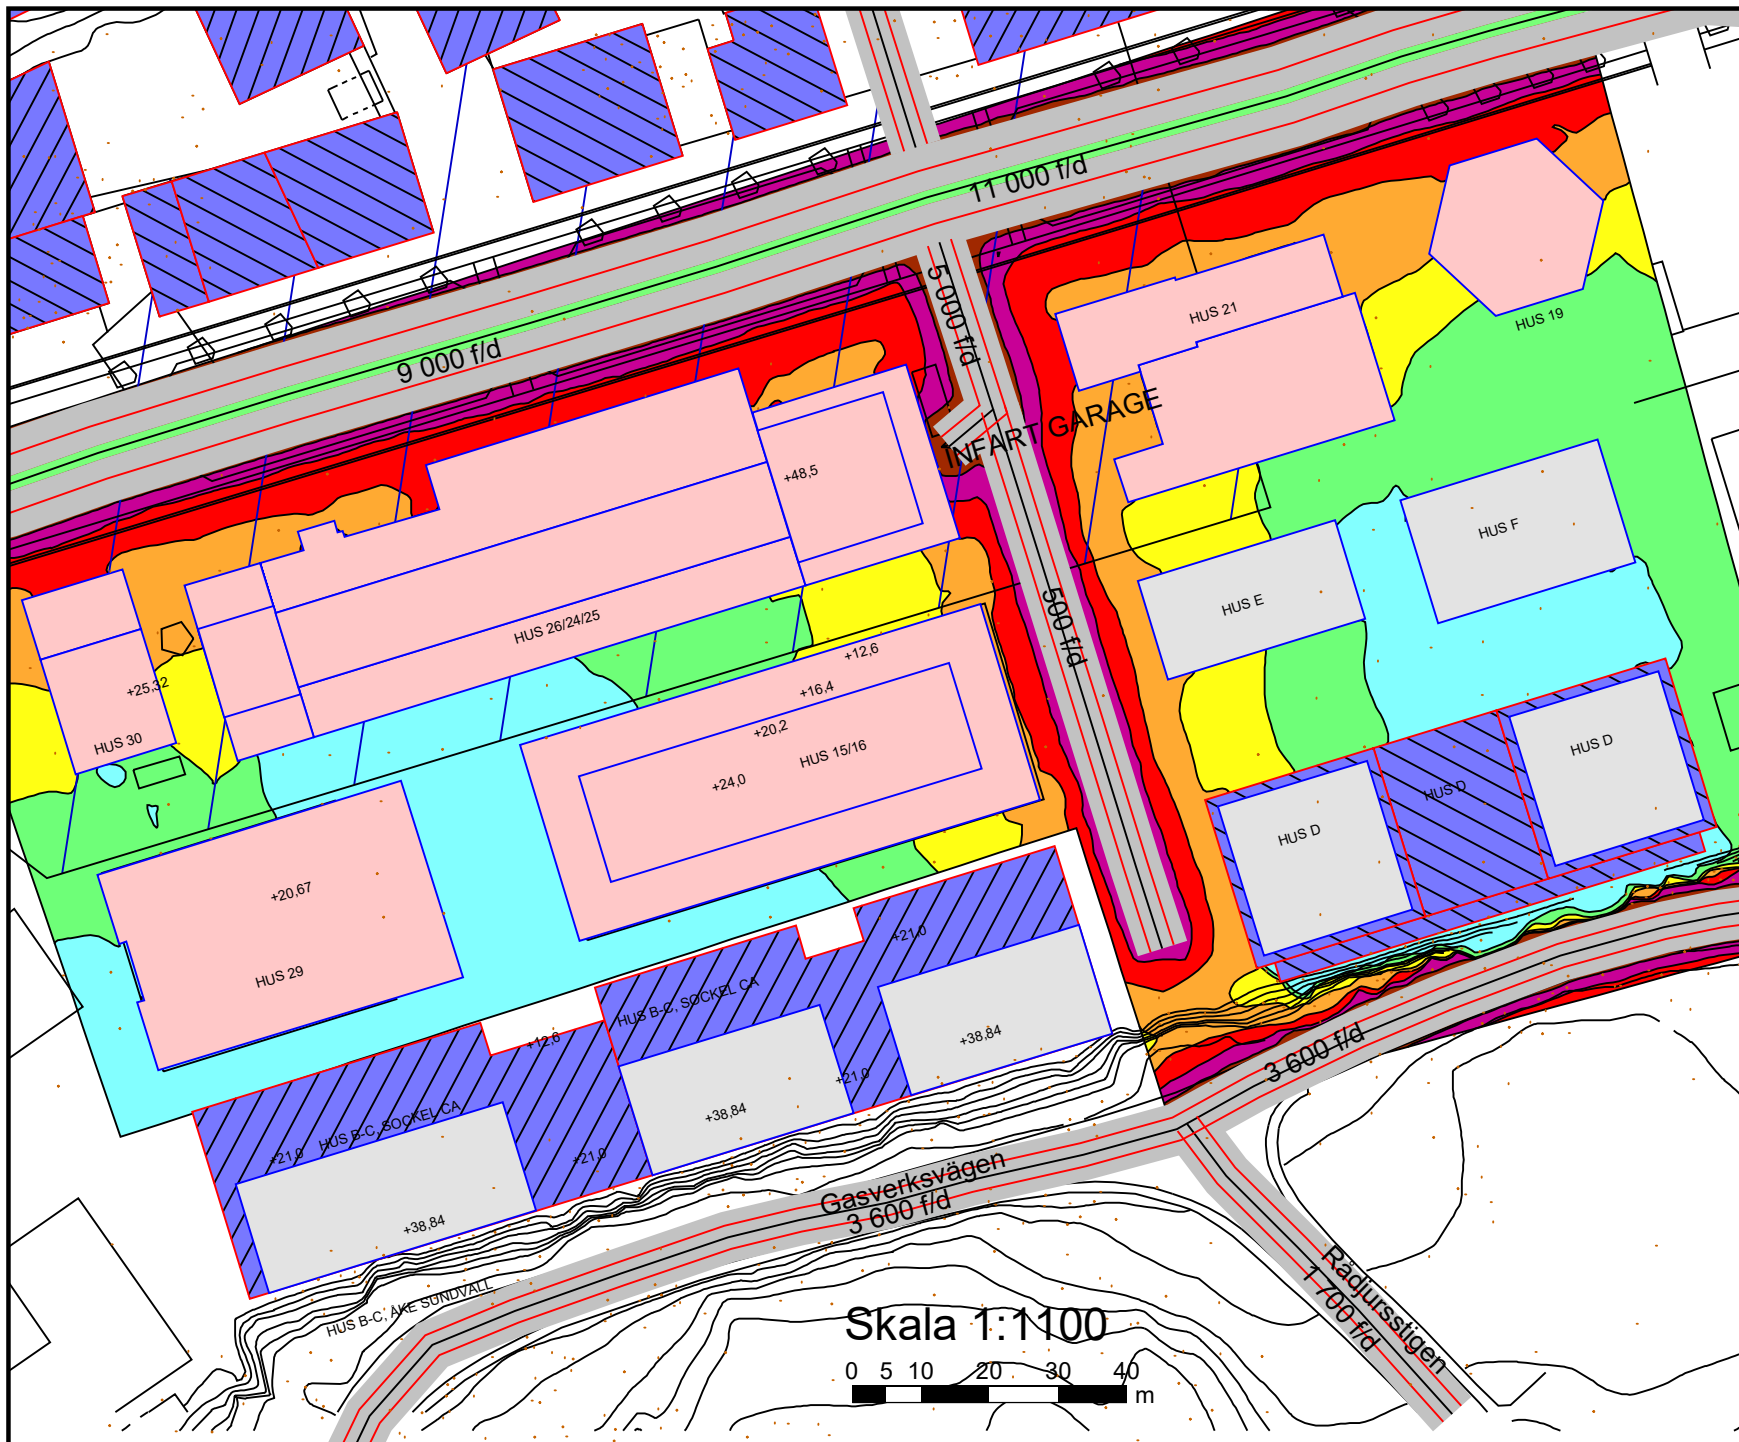 11 000 f/d
5 000 f/d
9 000 f/d
HUS 21
HUS 19
INFART GARAGE
+48,5
HUS F
HUS E
500 f/d
HUS 26/24/25
+12,6
+16,4
+20,2
HUS 15/16
+24,0
+25,32
HUS 30
HUS D
HUS D
HUS D
+20,67
HUS 29
+21,0
HUS B-C, SOCKEL CA
+12,6
+38,84
+21,0
+38,84
HUS B-C, SOCKEL CA
+21,0
+21,0
+38,84
3 600 f/d
Gasverksvägen
3 600 f/d
HUS B-C, ÅKE SUNDVALL
Rådjursstigen
1 700 f/d
Skala 1:1100
0 5 10 20 30 40
m